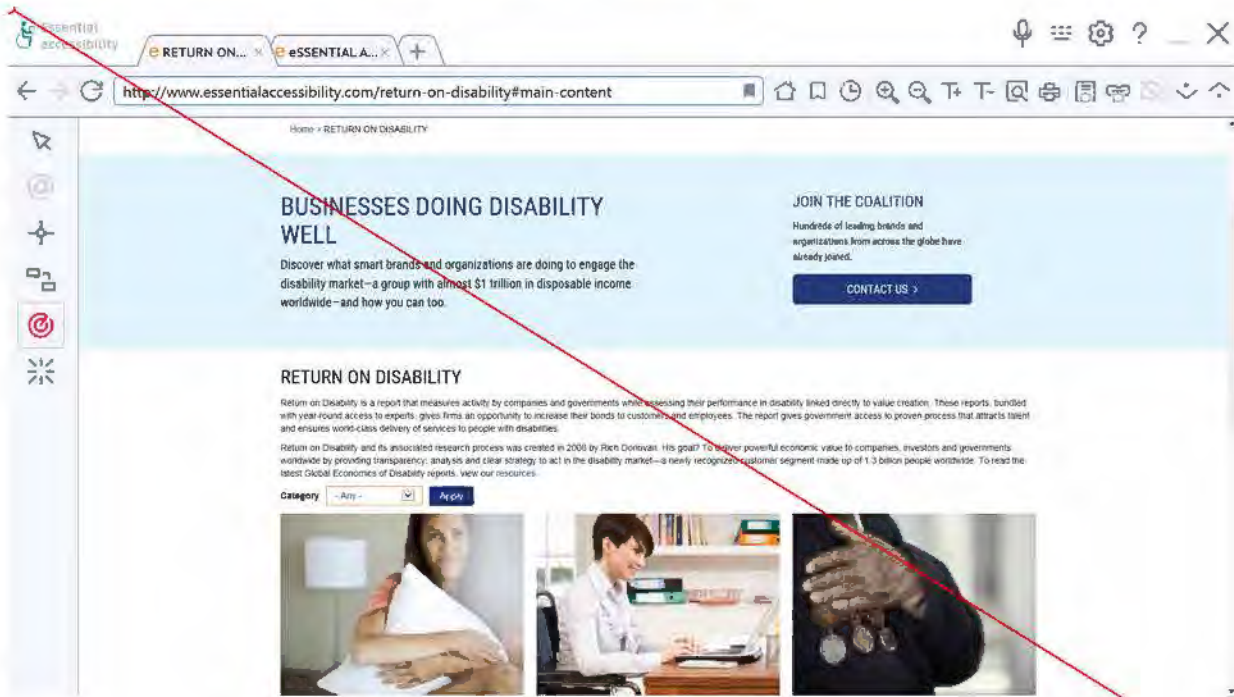 Essential
accessibility
e RETURN ON... ×
e eSSENTIAL A... ×
http://www.essentialaccessibility.com/return-on-disability#main-content
T+ T-
Home > RETURN ON DISABILITY
BUSINESSES DOING DISABILITY
WELL
Discover what smart brands and organizations are doing to engage the
disability market—a group with almost $1 trillion in disposable income
worldwide—and how you can too.
JOIN THE COALITION
Hundreds of leading brands and
organizations from across the globe have
already joined.
CONTACT US >
RETURN ON DISABILITY
Return on Disability is a report that measures activity by companies and governments while assessing their performance in disability linked directly to value creation. These reports, bundled
with year-round access to experts, gives firms an opportunity to increase their bonds to customers and employees. The report gives government access to proven process that attracts talent
and ensures world-class delivery of services to people with disabilities.
Return on Disability and its associated research process was created in 2008 by Rich Donovan. His goal? To deliver powerful economic value to companies, investors and governments
worldwide by providing transparency, analysis and clear strategy to act in the disability market—a newly recognized customer segment made up of 1.3 billion people worldwide. To read the
latest Global Economics of Disability reports, view our resources.
Category - Any - Apply